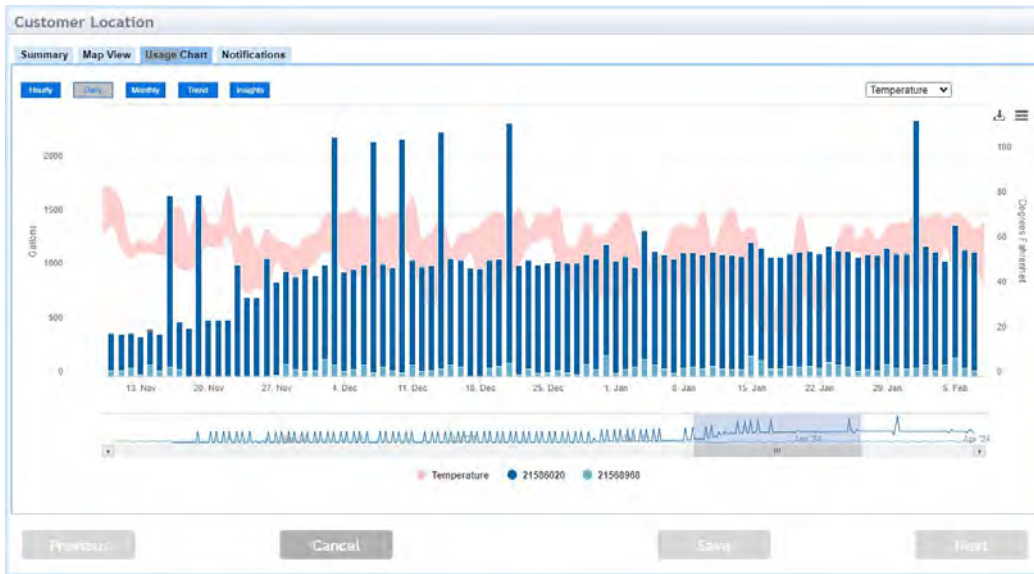 Customer Location
Summary Map View Usage Chart Notifications
Hourly Daily Monthly Trend Insights Temperature
2000
1500
1000
500
0
Gallons
100
80
60
40
20
0
Degrees Fahrenheit
13. Nov 20. Nov 27. Nov 4. Dec 11. Dec 18. Dec 25. Dec 1. Jan 8. Jan 15. Jan 22. Jan 29. Jan 5. Feb
Jan '24 Apr '24
Temperature 21586020 21568968
Previous Cancel Save Next